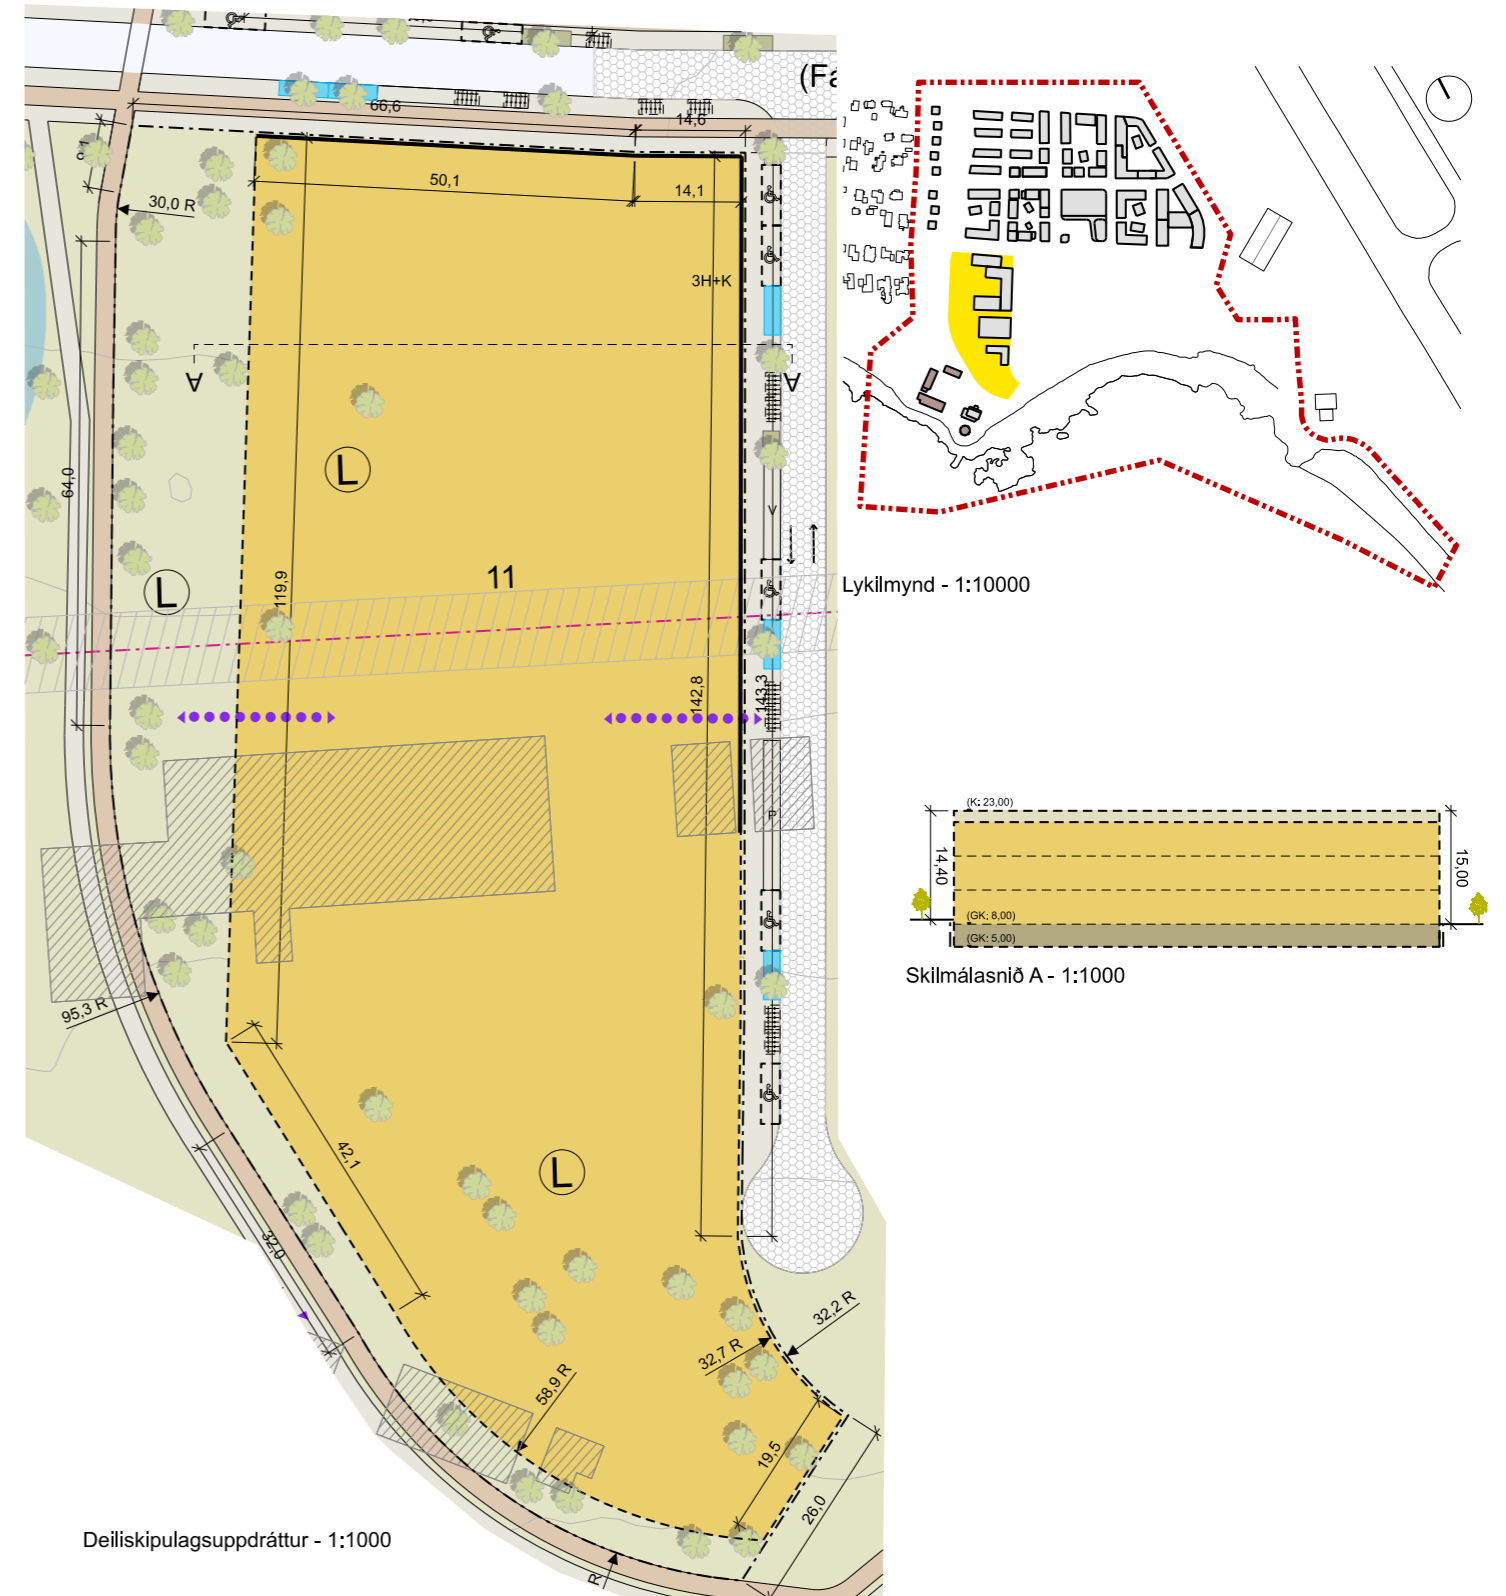 (Fa
66,6
14,6
50,1
14,1
30,0 R
3H+K
A
A
L
64,0
11
119,9
L
V
142,8
143,3
P
95,3 R
42,1
L
32,0
32,2 R
32,7 R
58,9 R
19,5
26,0
R
Deiliskipulagsuppdráttur - 1:1000
Lykilmynd - 1:10000
(K: 23,00)
14,40
15,00
(GK: 8,00)
(GK: 5,00)
Skilmálasnið A - 1:1000